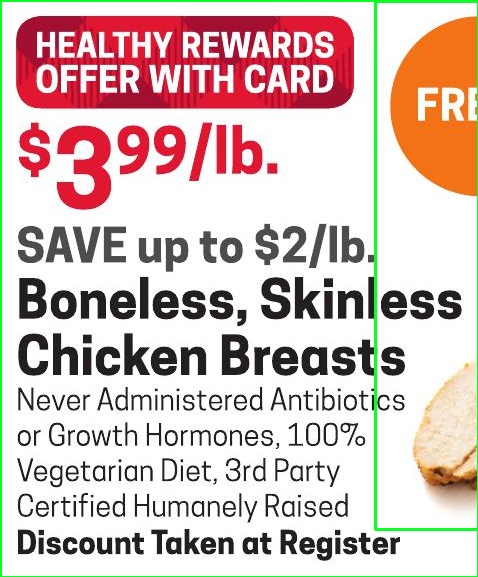 HEALTHY REWARDS
OFFER WITH CARD
$3.99/lb.
SAVE up to $2/lb.
Boneless, Skinless
Chicken Breasts
Never Administered Antibiotics
or Growth Hormones, 100%
Vegetarian Diet, 3rd Party
Certified Humanely Raised
Discount Taken at Register